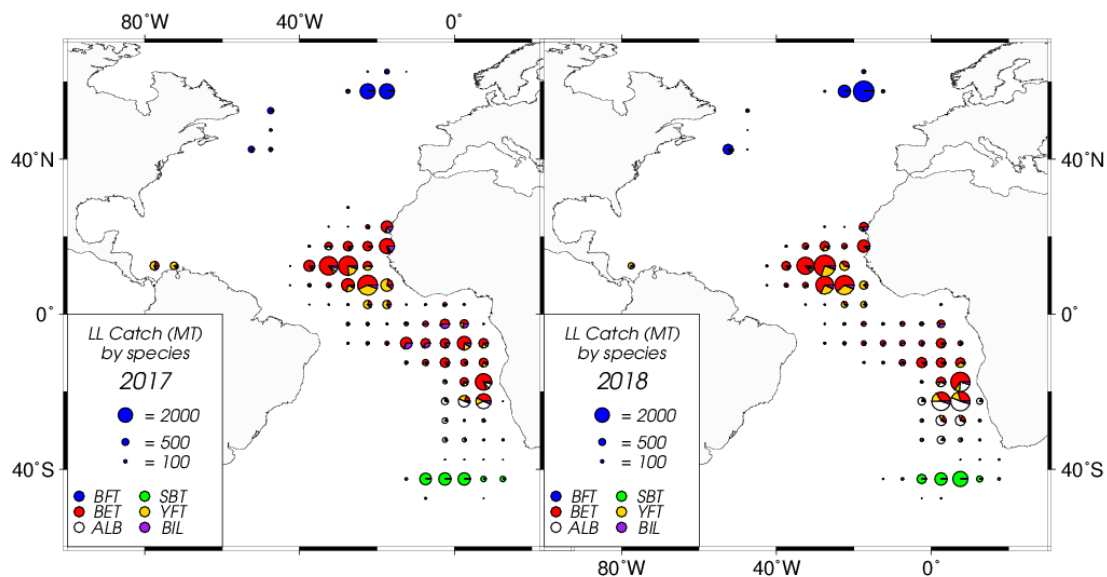 80°W 40°W 0°
40°N 40°N
0° 0°
40°S 40°S
LL Catch (MT)
by species
2017
= 2000
= 500
= 100
BFT SBT
BET YFT
ALB BIL
LL Catch (MT)
by species
2018
= 2000
= 500
= 100
BFT SBT
BET YFT
ALB BIL
80°W 40°W 0°